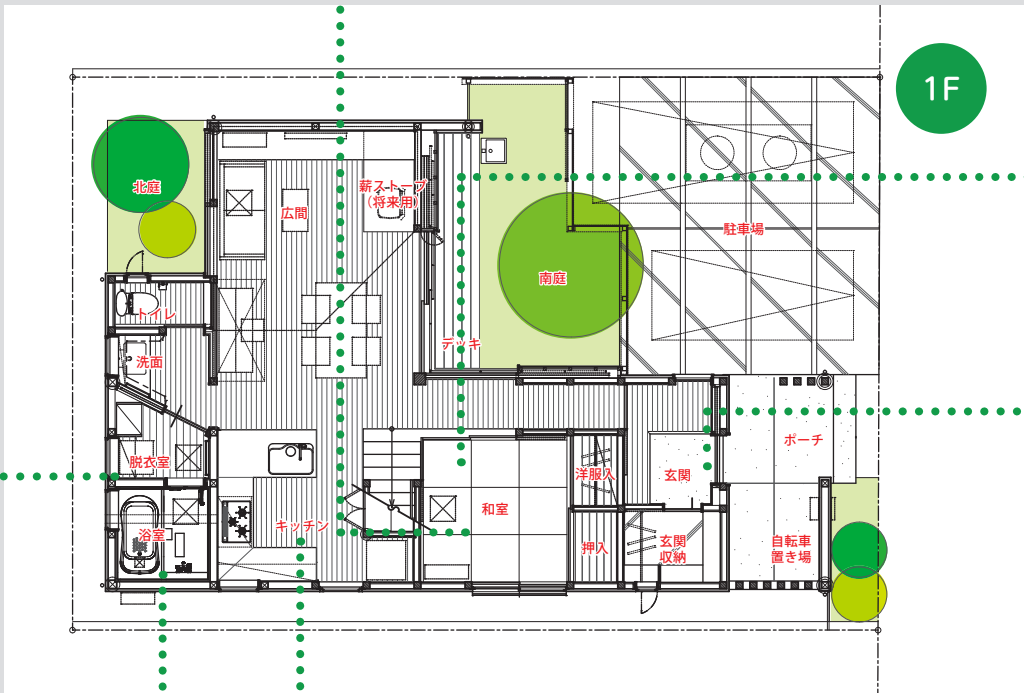 1F
北庭
広間
薪ストーブ
（将来用）
駐車場
南庭
トイレ
デッキ
洗面
ポーチ
脱衣室
洋服入
玄関
和室
キッチン
浴室
押入
玄関
収納
自転車
置き場